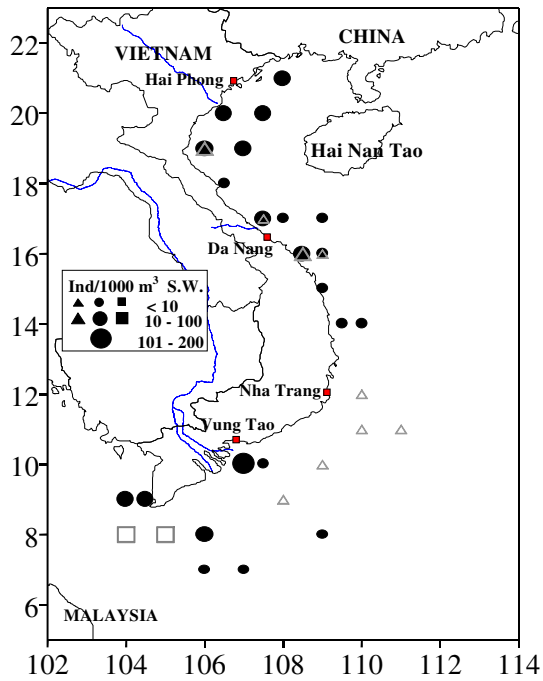 22
CHINA
VIETNAM
Hai Phong
20
Hai Nan Tao
18
16
Da Nang
Ind/1000 m³ S.W.
< 10
10 - 100
101 - 200
14
12
Nha Trang
Vung Tao
10
8
6
MALAYSIA
102 104 106 108 110 112 114